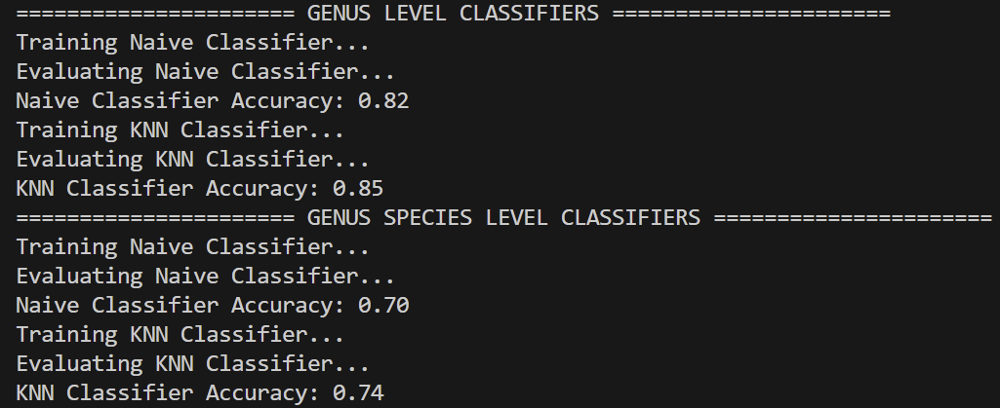 ====================== GENUS LEVEL CLASSIFIERS ======================
Training Naive Classifier...
Evaluating Naive Classifier...
Naive Classifier Accuracy: 0.82
Training KNN Classifier...
Evaluating KNN Classifier...
KNN Classifier Accuracy: 0.85
====================== GENUS SPECIES LEVEL CLASSIFIERS ======================
Training Naive Classifier...
Evaluating Naive Classifier...
Naive Classifier Accuracy: 0.70
Training KNN Classifier...
Evaluating KNN Classifier...
KNN Classifier Accuracy: 0.74